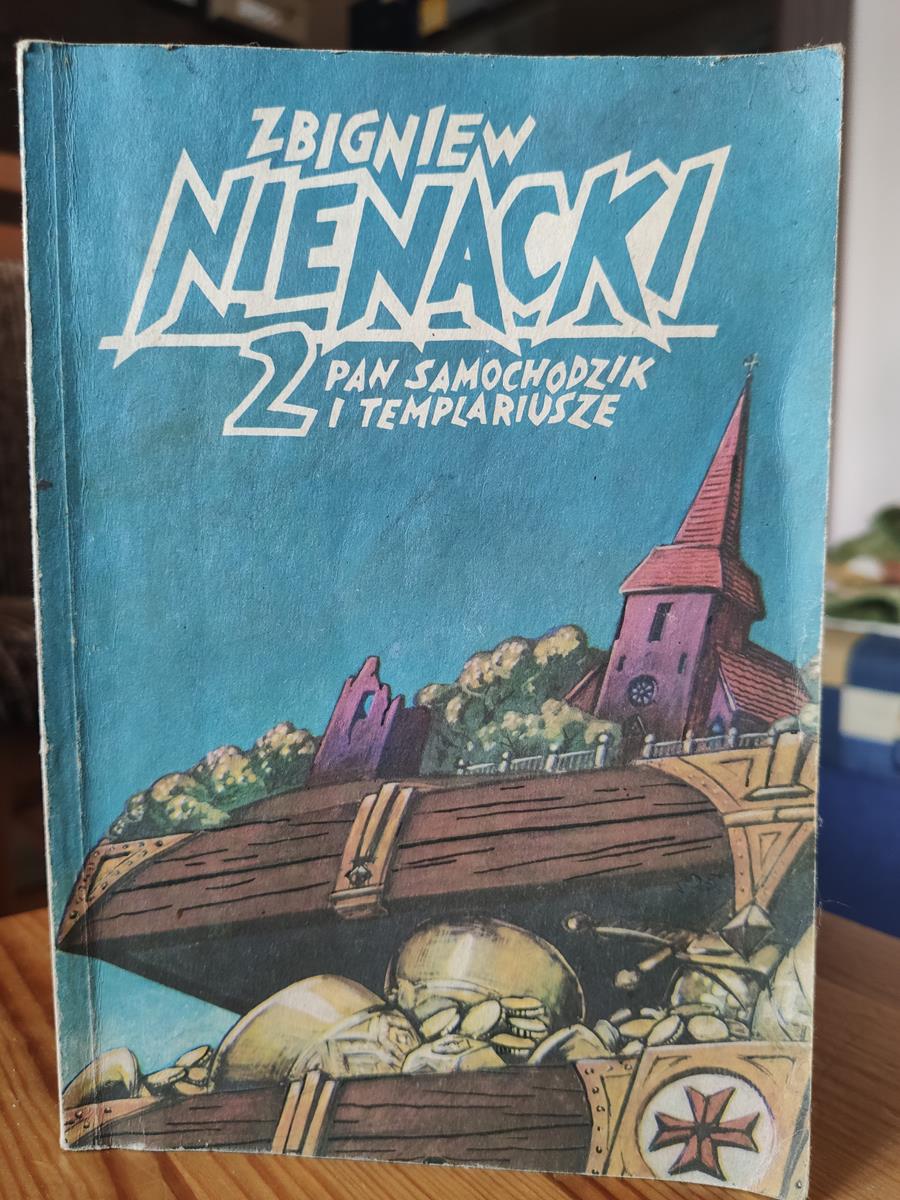 ZBIGNIEW
NIENACKI
2 PAN SAMOCHODZIK
I TEMPLARIUSZE